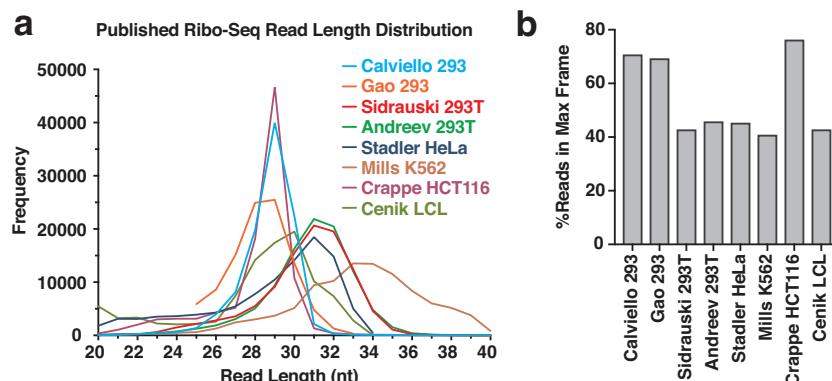 a
Published Ribo-Seq Read Length Distribution
Frequency
50000
40000
30000
20000
10000
0
20 22 24 26 28 30 32 34 36 38 40
Read Length (nt)
Calviello 293
Gao 293
Sidrauski 293T
Andreev 293T
Stadler HeLa
Mills K562
Crappe HCT116
Cenik LCL
b
%Reads in Max Frame
80
60
40
20
0
Calviello 293
Gao 293
Sidrauski 293T
Andreev 293T
Stadler HeLa
Mills K562
Crappe HCT116
Cenik LCL